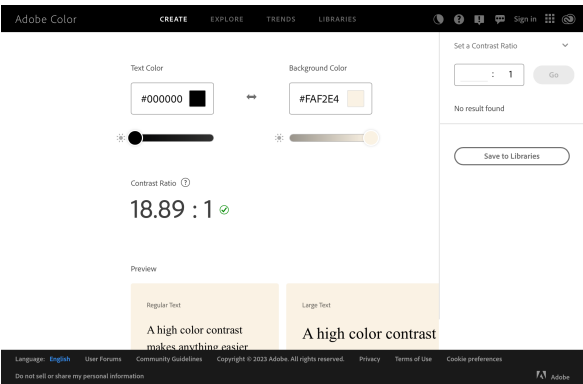 Adobe Color CREATE EXPLORE TRENDS LIBRARIES Sign in
Set a Contrast Ratio
Text Color Background Color
#000000 #FAF2E4
: 1 Go
No result found
Save to Libraries
Contrast Ratio ?
18.89 : 1
Preview
Regular Text
A high color contrast
makes anything easier
Large Text
A high color contrast
Language: English User Forums Community Guidelines Copyright © 2023 Adobe. All rights reserved. Privacy Terms of Use Cookie preferences
Do not sell or share my personal information Adobe